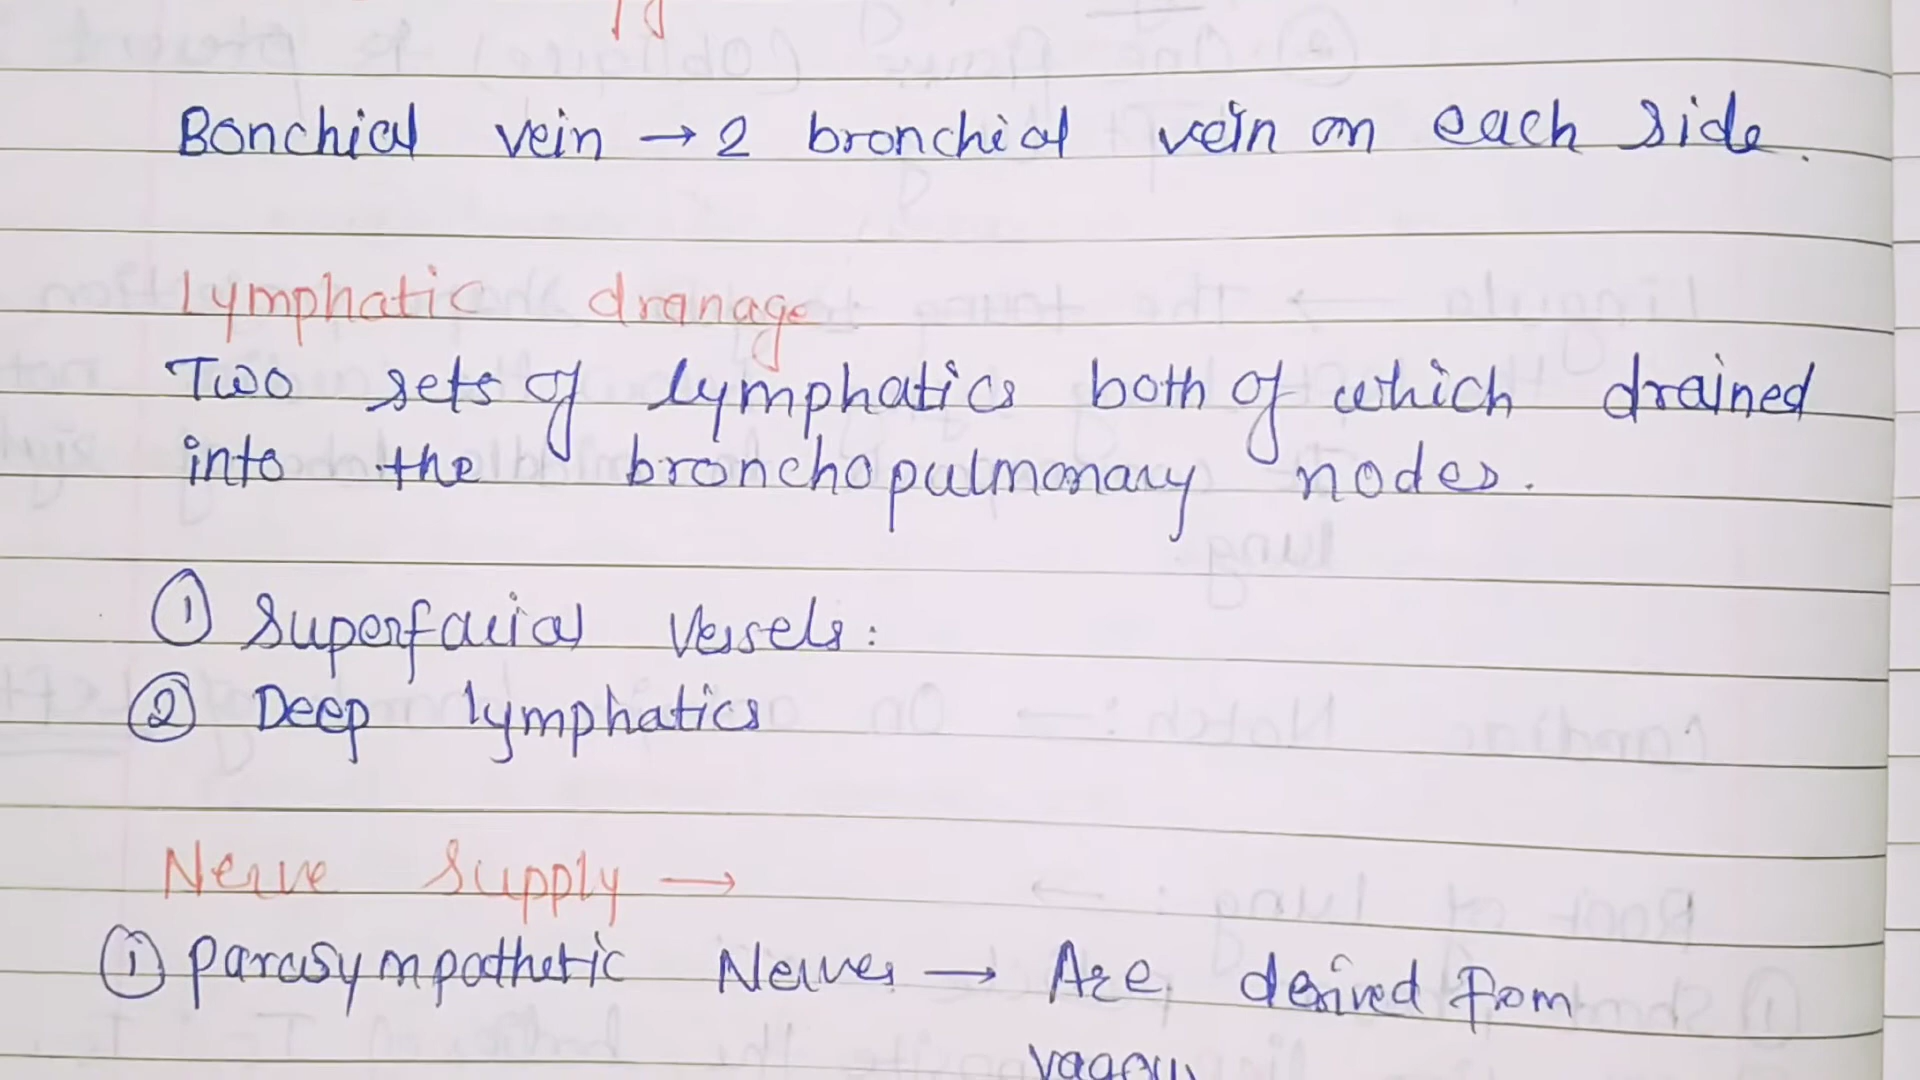 Bonchial vein → 2 bronchial vein on each side.
Lymphatic dranage
Two sets of lymphatics both of which drained
into the bronchopulmonary nodes.
① Superfacial Vessels:
② Deep lymphatics
Nerve Supply →
① Parasympathetic Nerves → Are derived from
vagus